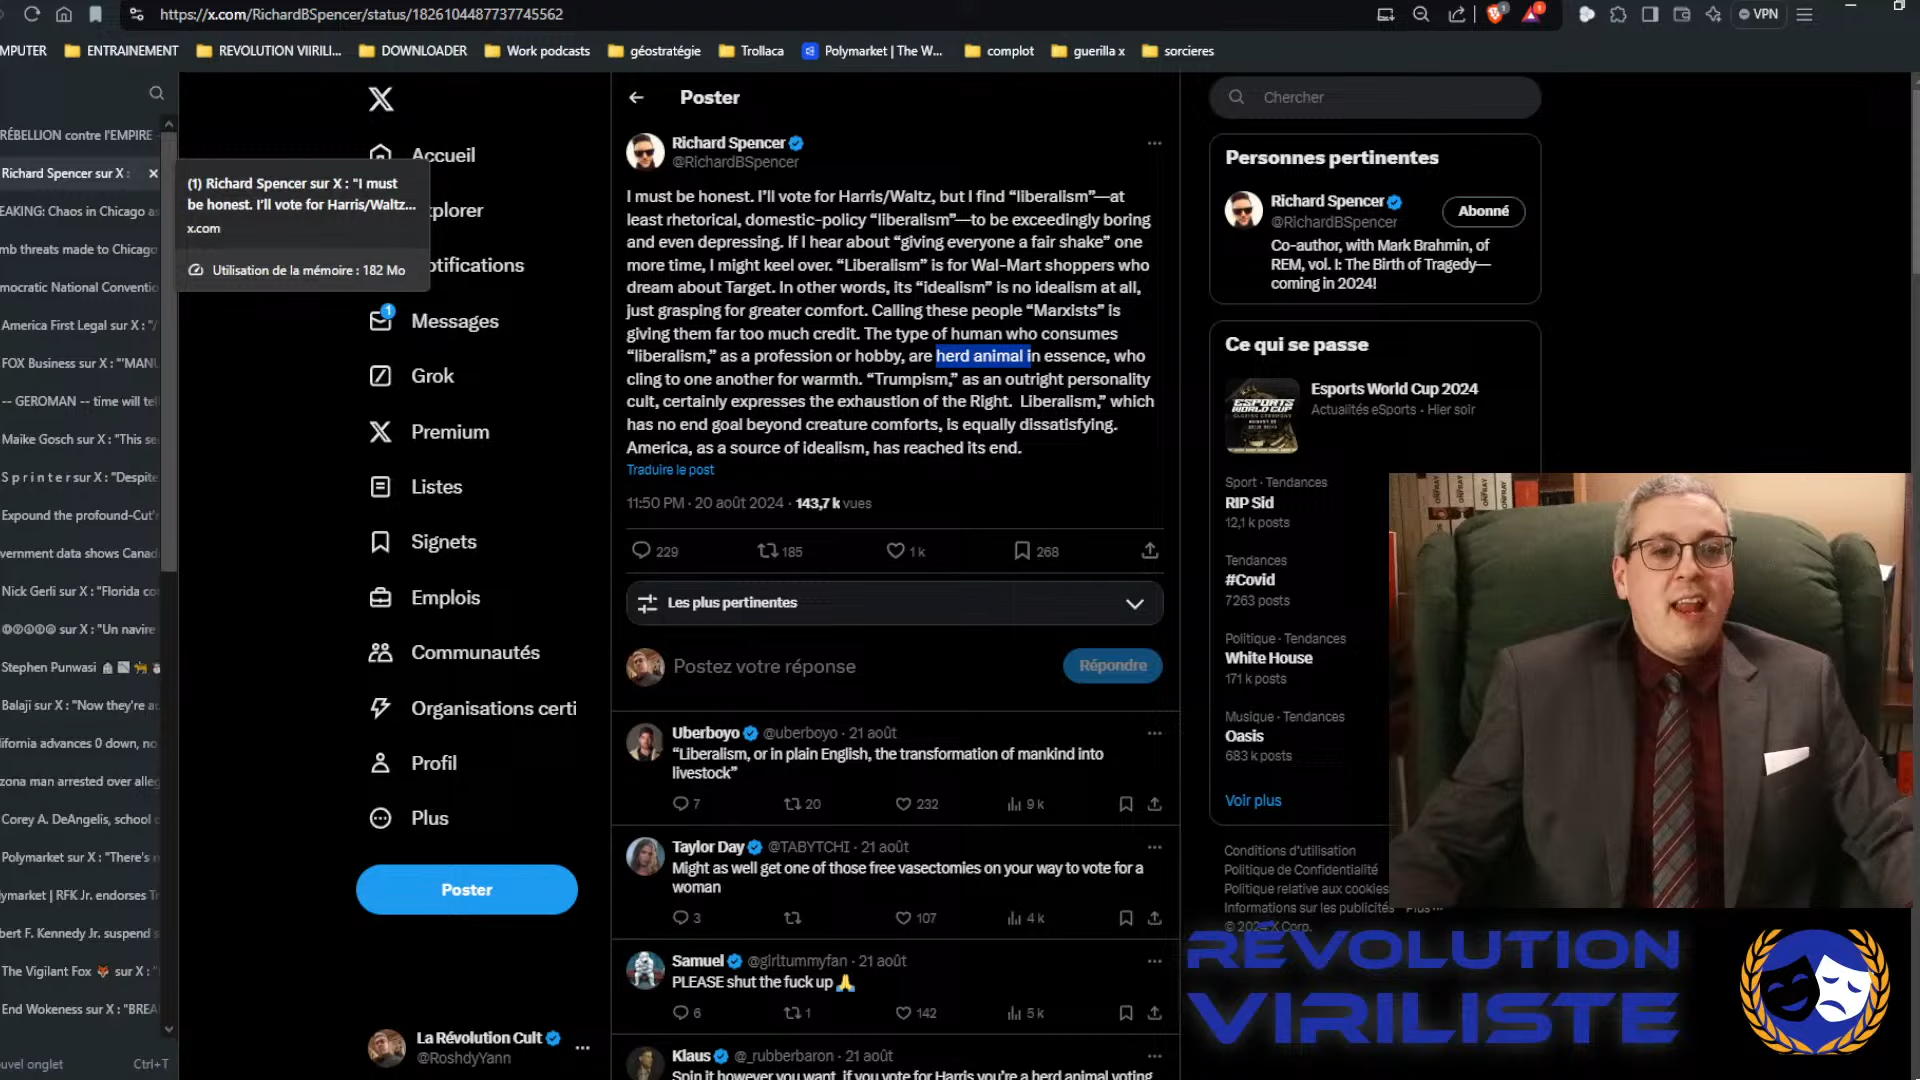 https://x.com/RichardBSpencer/status/1826104487737745562
VPN
MPUTER
ENTRAINEMENT
REVOLUTION VIIRILI...
DOWNLOADER
Work podcasts
géostratégie
Trollaca
Polymarket | The W...
complot
guerilla x
sorcieres
RÉBELLION contre l'EMPIRE
Richard Spencer sur X :
EAKING: Chaos in Chicago as
mb threats made to Chicago
mocratic National Conventio
America First Legal sur X : "/
FOX Business sur X : "'MANU
-- GEROMAN -- time will tel
Maike Gosch sur X : "This se
S p r i n t e r sur X : "Despite
Expound the profound-Cut'
vernment data shows Canad
Nick Gerli sur X : "Florida co
sur X : "Un navire
Stephen Punwasi
Balaji sur X : "Now they're au
ifornia advances 0 down, no
zona man arrested over alleg
Corey A. DeAngelis, school c
Polymarket sur X : "There's n
ymarket | RFK Jr. endorses Tr
bert F. Kennedy Jr. suspend s
The Vigilant Fox 🦊 sur X :
End Wokeness sur X : "BREA
uvel onglet
Ctrl+T
(1) Richard Spencer sur X : "I must
be honest. I'll vote for Harris/Waltz...
x.com
Utilisation de la mémoire : 182 Mo
Accueil
xplorer
otifications
1
Messages
Grok
Premium
Listes
Signets
Emplois
Communautés
Organisations certi
Profil
Plus
Poster
La Révolution Cult
@RoshdyYann
Poster
Richard Spencer
@RichardBSpencer
I must be honest. I'll vote for Harris/Waltz, but I find “liberalism”—at
least rhetorical, domestic-policy “liberalism”—to be exceedingly boring
and even depressing. If I hear about “giving everyone a fair shake” one
more time, I might keel over. “Liberalism” is for Wal-Mart shoppers who
dream about Target. In other words, its “idealism” is no idealism at all,
just grasping for greater comfort. Calling these people “Marxists” is
giving them far too much credit. The type of human who consumes
“liberalism,” as a profession or hobby, are herd animal in essence, who
cling to one another for warmth. “Trumpism,” as an outright personality
cult, certainly expresses the exhaustion of the Right.  Liberalism,” which
has no end goal beyond creature comforts, is equally dissatisfying.
America, as a source of idealism, has reached its end.
Traduire le post
11:50 PM · 20 août 2024 · 143,7 k vues
229
185
1 k
268
Les plus pertinentes
Postez votre réponse
Répondre
Uberboyo @uberboyo · 21 août
“Liberalism, or in plain English, the transformation of mankind into
livestock”
7
20
232
9 k
Taylor Day @TABYTCHI · 21 août
Might as well get one of those free vasectomies on your way to vote for a
woman
3
107
4 k
Samuel @girltummyfan · 21 août
PLEASE shut the fuck up 🙏
6
1
142
5 k
Klaus @_rubberbaron · 21 août
Spin it however you want, if you vote for Harris you're a herd animal voting
Chercher
Personnes pertinentes
Richard Spencer
@RichardBSpencer
Abonné
Co-author, with Mark Brahmin, of
REM, vol. I: The Birth of Tragedy—
coming in 2024!
Ce qui se passe
ESPORTS
WORLD CUP
Esports World Cup 2024
Actualités eSports · Hier soir
Sport · Tendances
RIP Sid
12,1 k posts
Tendances
#Covid
7263 posts
Politique · Tendances
White House
171 k posts
Musique · Tendances
Oasis
683 k posts
Voir plus
Conditions d'utilisation
Politique de Confidentialité
Politique relative aux cookies
Informations sur les publicités
Plus ...
© 2024 X Corp.
ONFRAY
ONFRAY
RÉVOLUTION
VIRILISTE